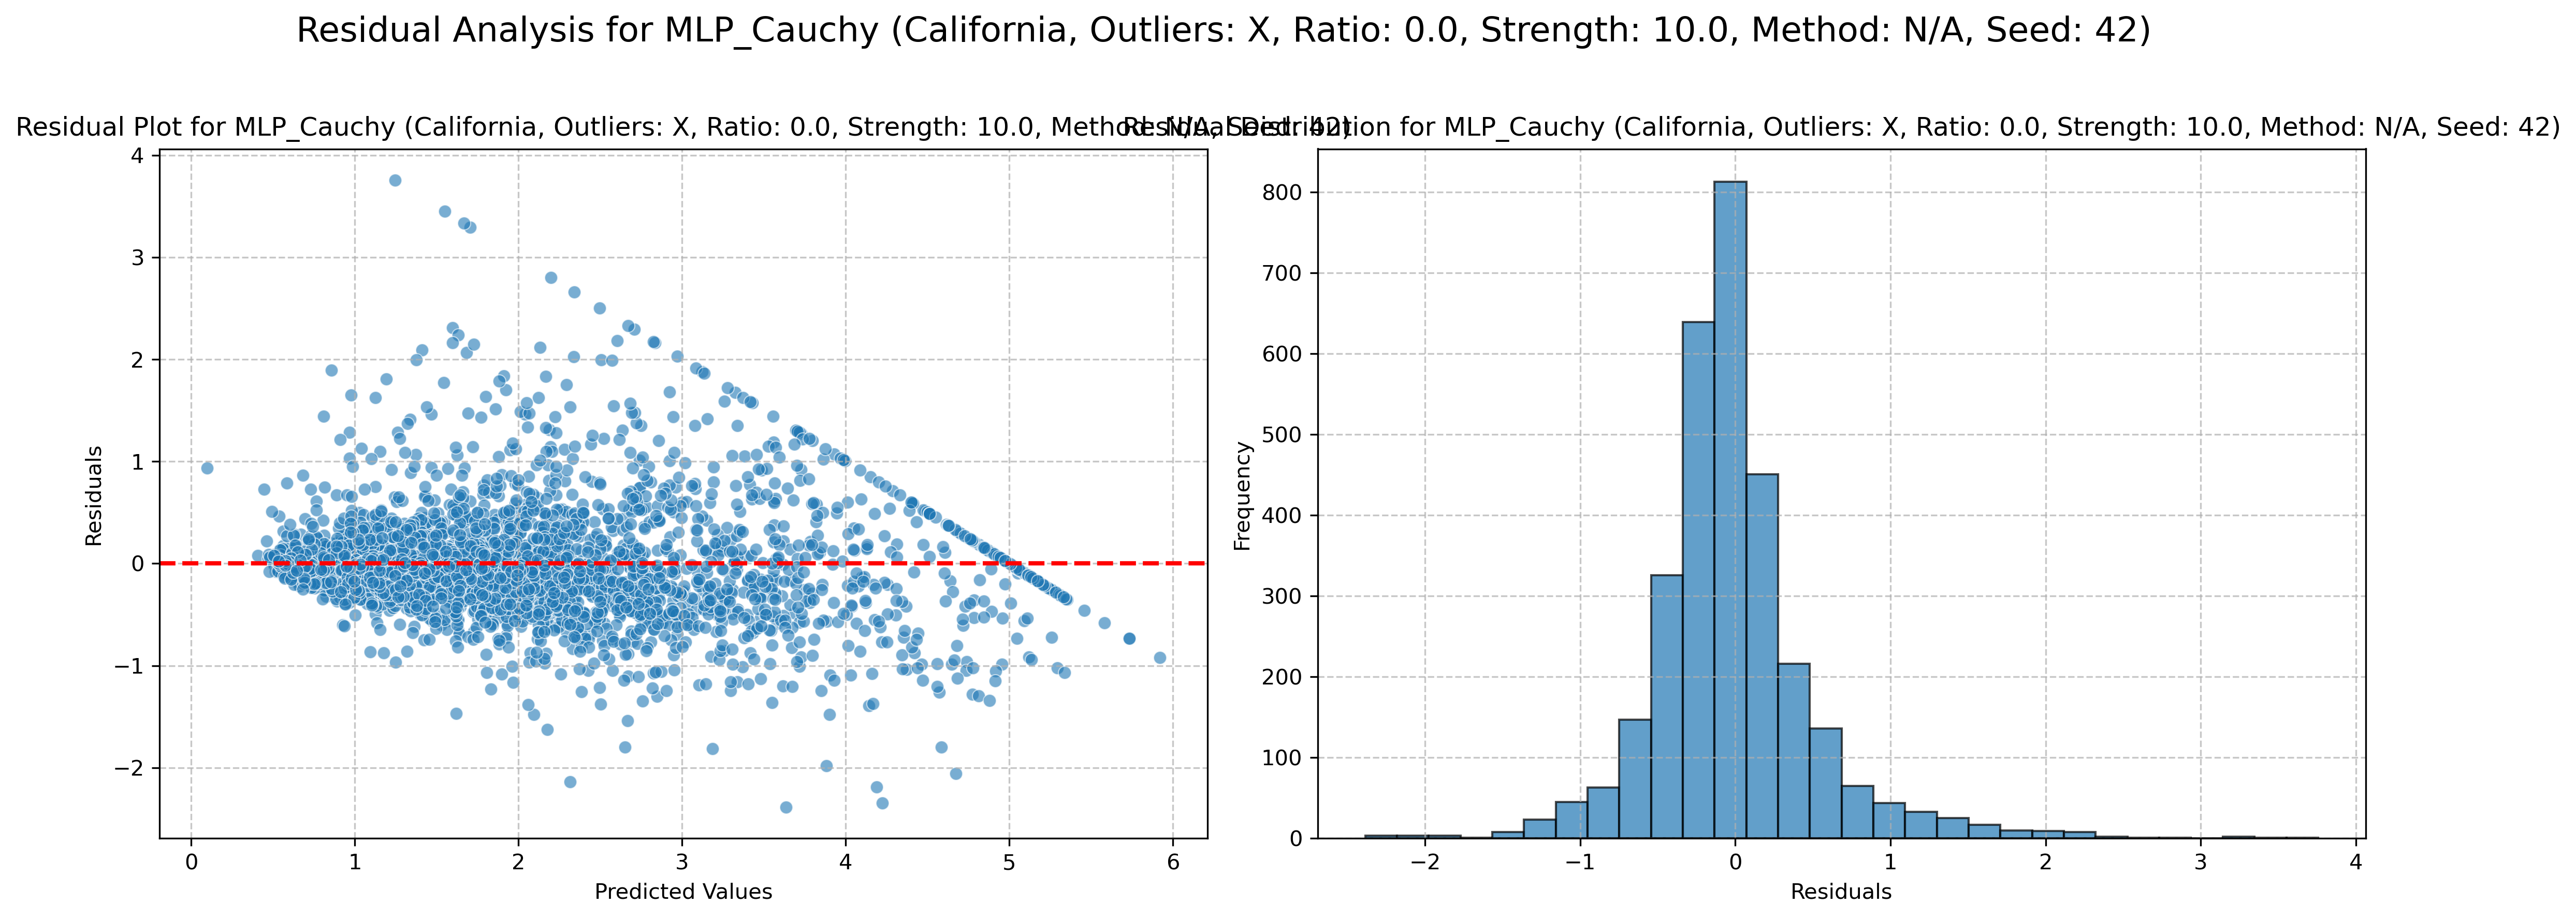 Residual Analysis for MLP_Cauchy (California, Outliers: X, Ratio: 0.0, Strength: 10.0, Method: N/A, Seed: 42)
Residual Plot for MLP_Cauchy (California, Outliers: X, Ratio: 0.0, Strength: 10.0, Method: N/A, Seed: 42)
Residual Distribution for MLP_Cauchy (California, Outliers: X, Ratio: 0.0, Strength: 10.0, Method: N/A, Seed: 42)
4
3
2
1
0
−1
−2
Residuals
0 1 2 3 4 5 6
Predicted Values
800
700
600
500
400
300
200
100
0
Frequency
−2 −1 0 1 2 3 4
Residuals